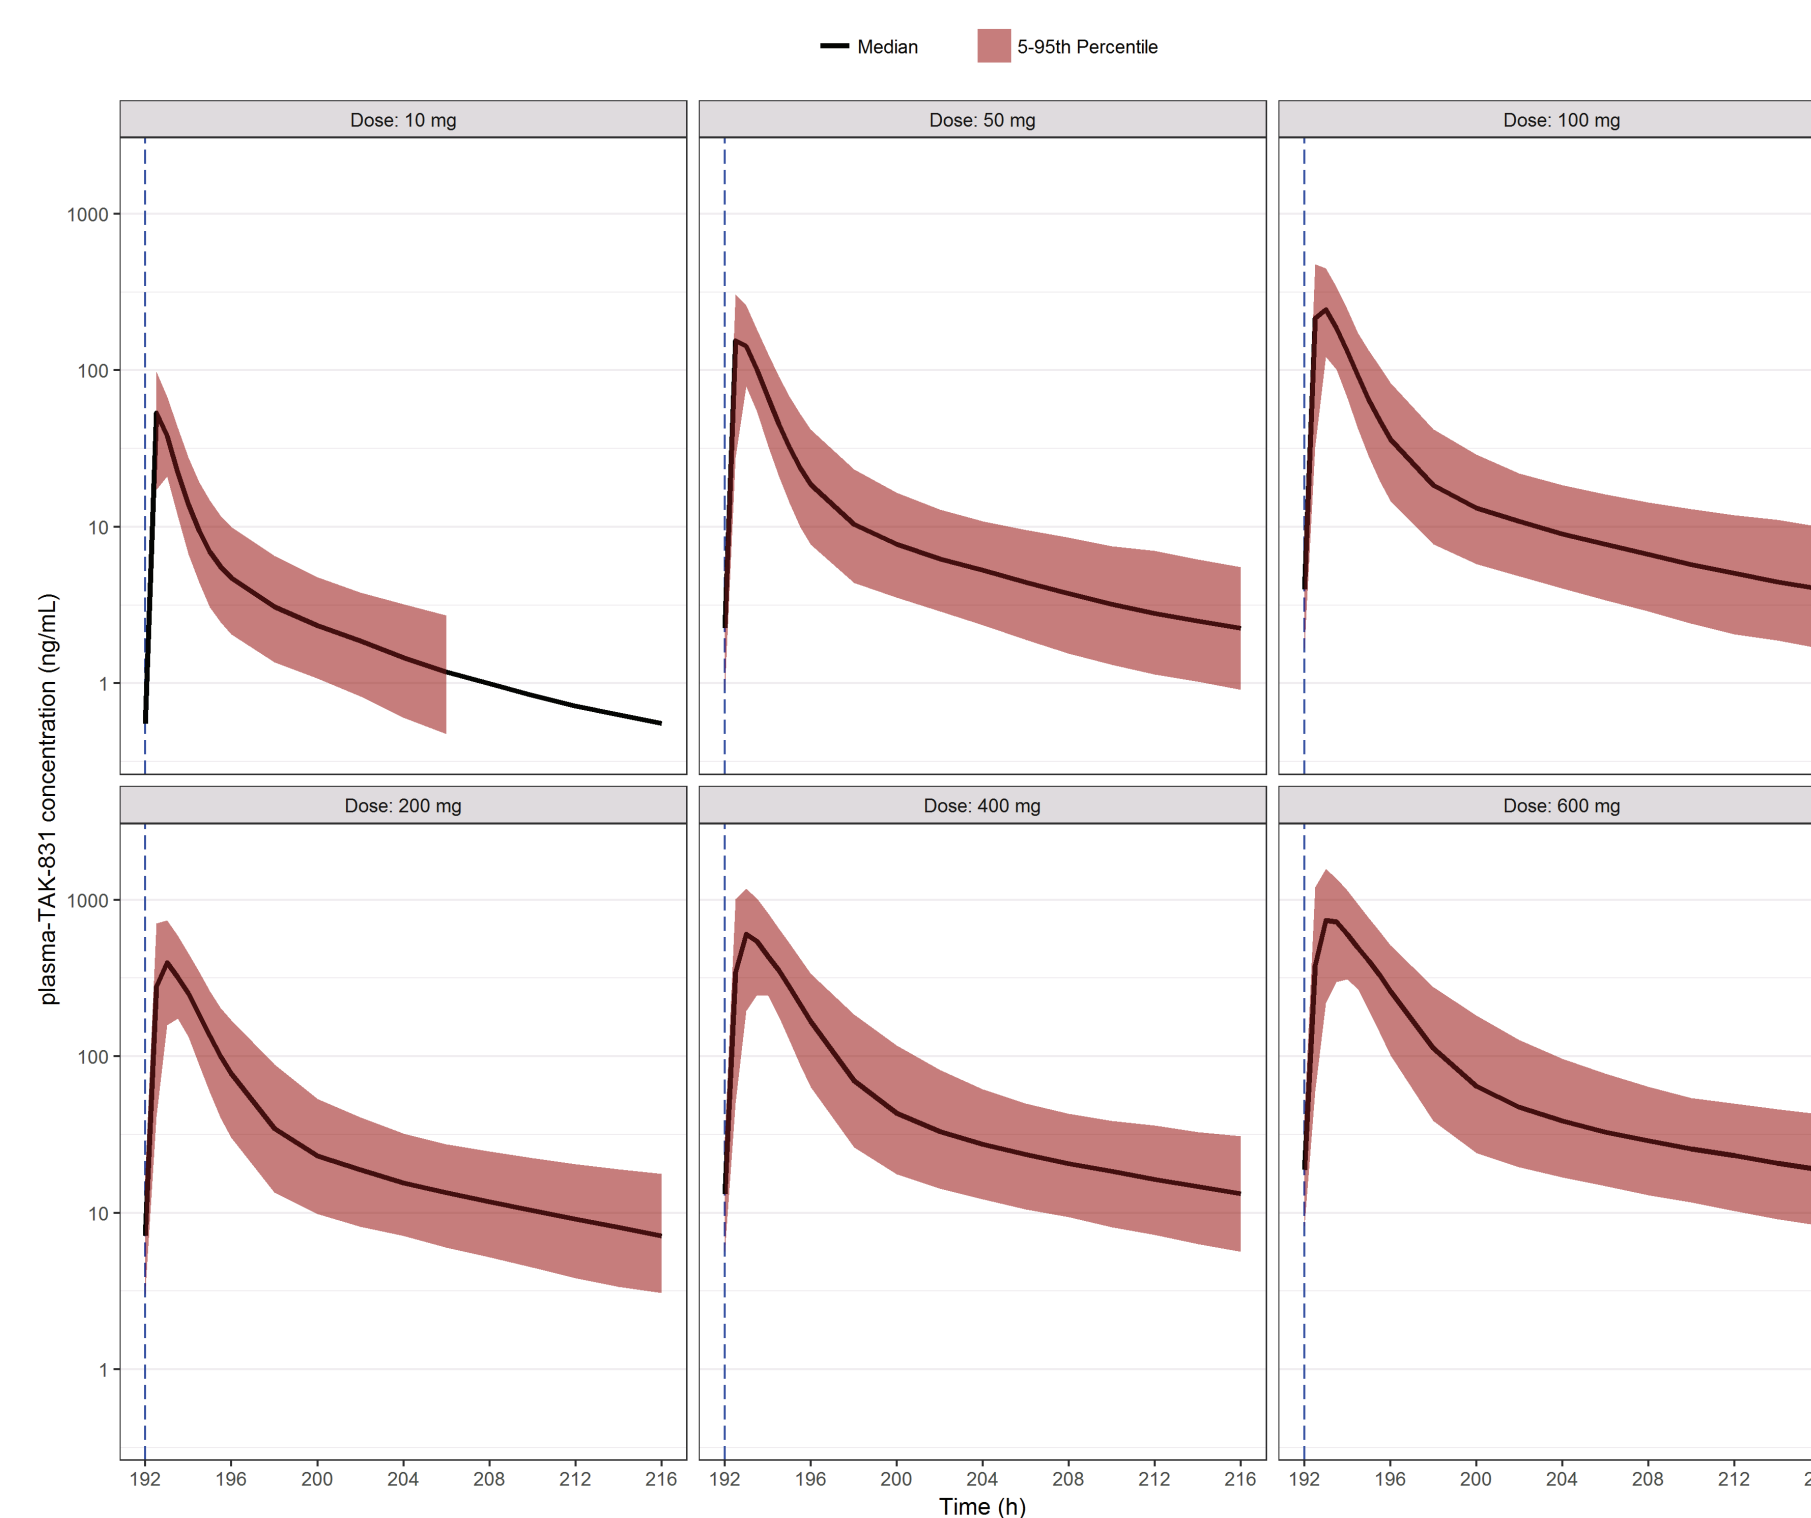 Median 5-95th Percentile
Dose: 10 mg Dose: 50 mg Dose: 100 mg
1000
100
10
1
plasma-TAK-831 concentration (ng/mL)
Dose: 200 mg Dose: 400 mg Dose: 600 mg
1000
100
10
1
192 196 200 204 208 212 216 192 196 200 204 208 212 216 192 196 200 204 208 212
Time (h)